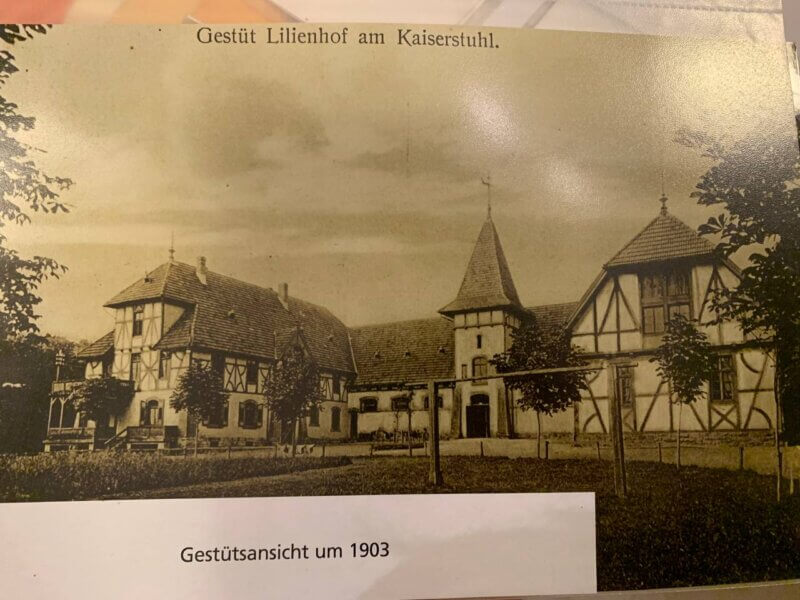 Gestüt Lilienhof am Kaiserstuhl.
Gestütsansicht um 1903